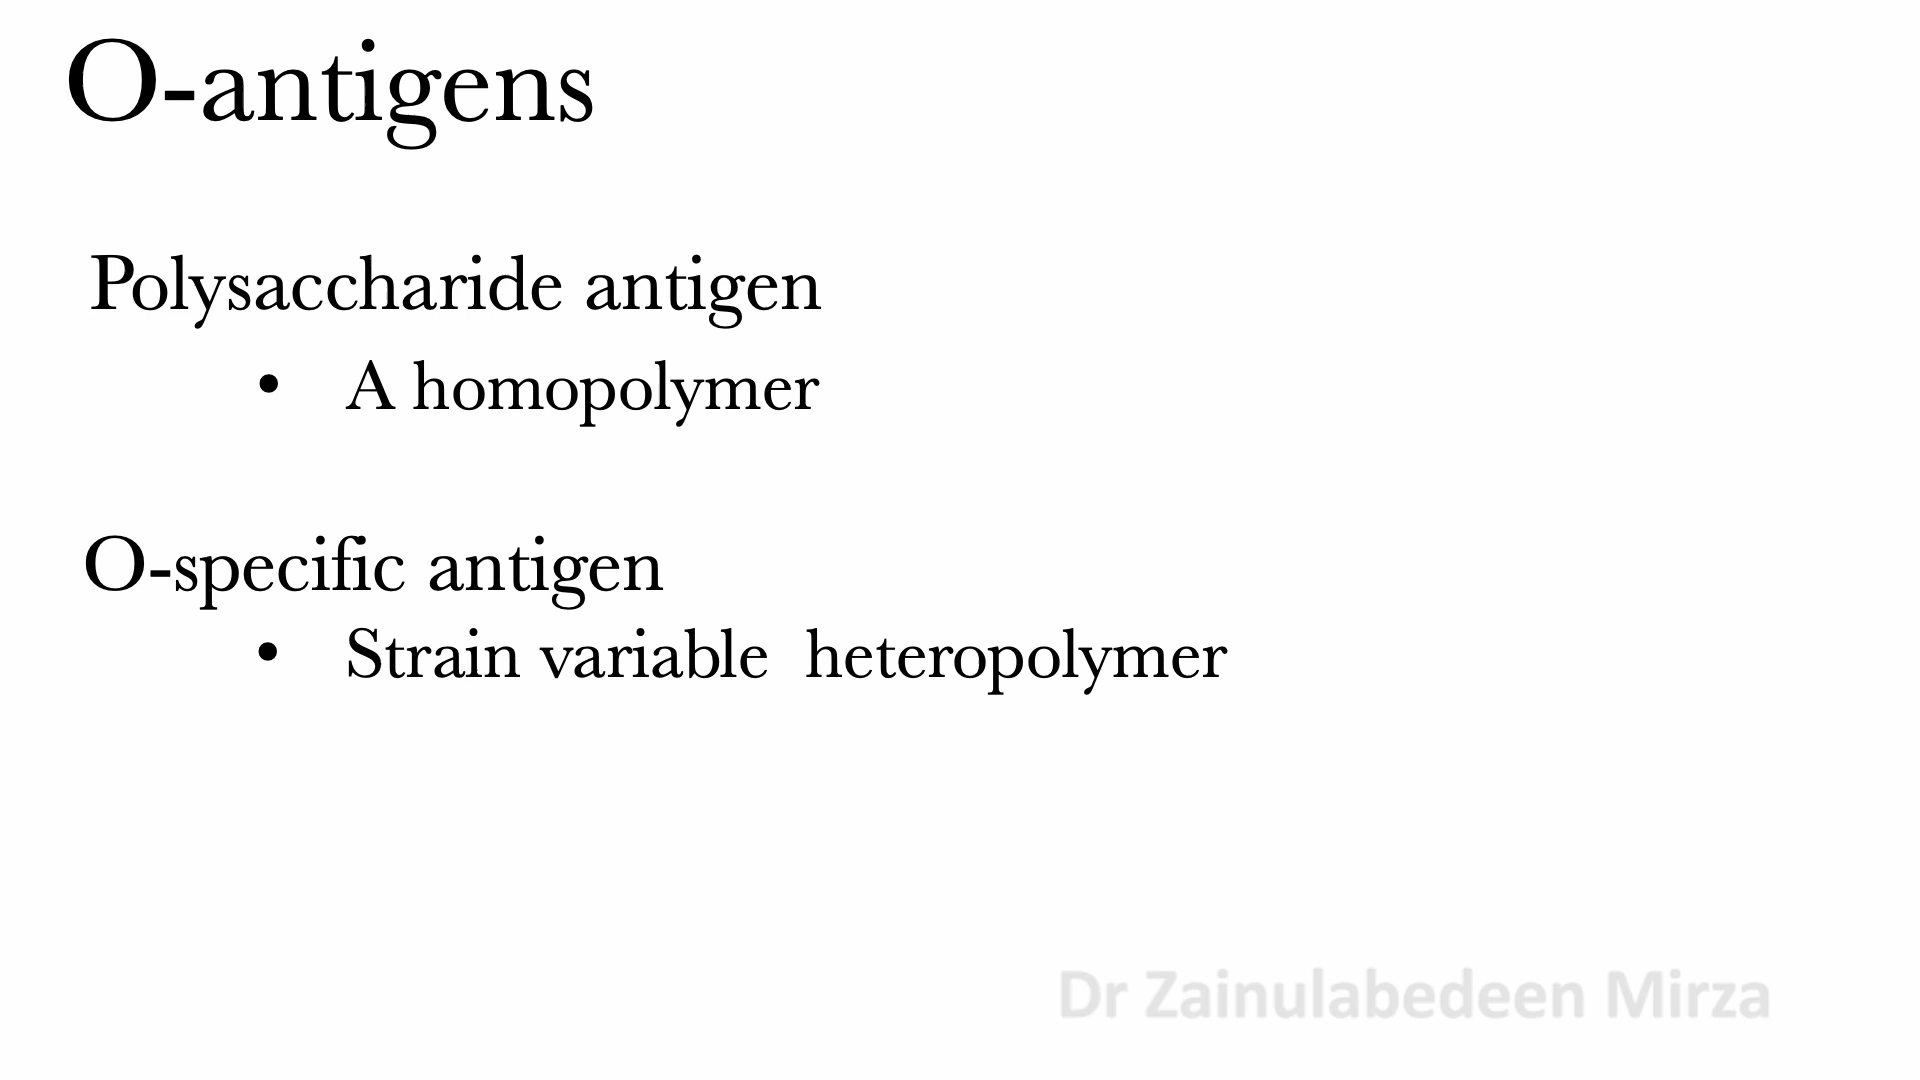 O-antigens
Polysaccharide antigen
• A homopolymer
O-specific antigen
• Strain variable  heteropolymer
Dr Zainulabedeen Mirza